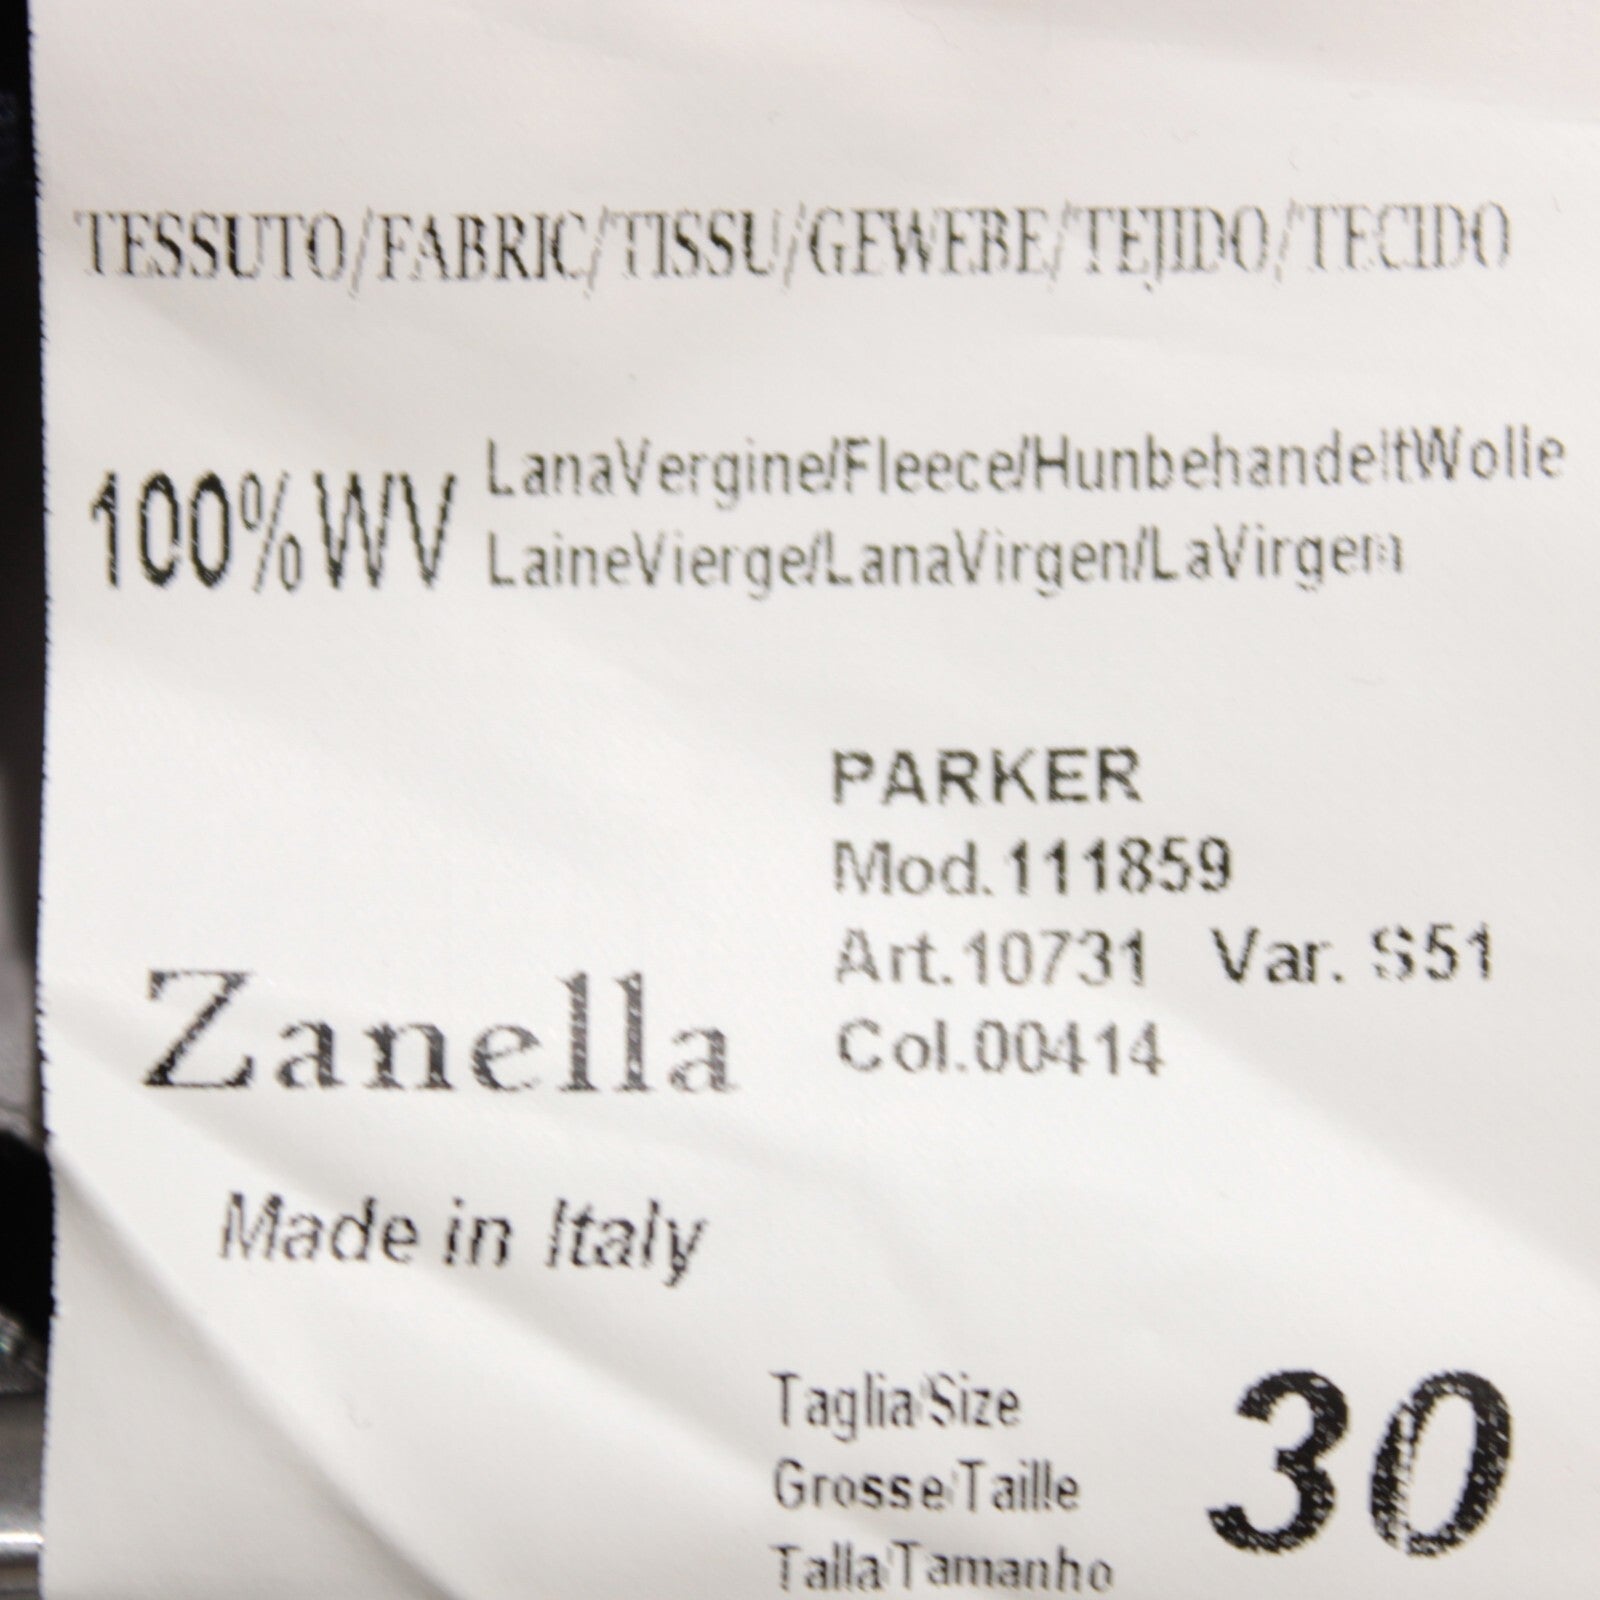 TESSUTO/FABRIC/TISSU/GEWEBE/TEJIDO/TECIDO
100%WV
LanaVergine/Fleece/HunbehandeltWolle
LaineVierge/LanaVirgen/LaVirgem
PARKER
Mod.111859
Art.10731 Var. S51
Col.00414
Zanella
Made in Italy
Taglia/Size
Grosse/Taille
Talla/Tamanho
30